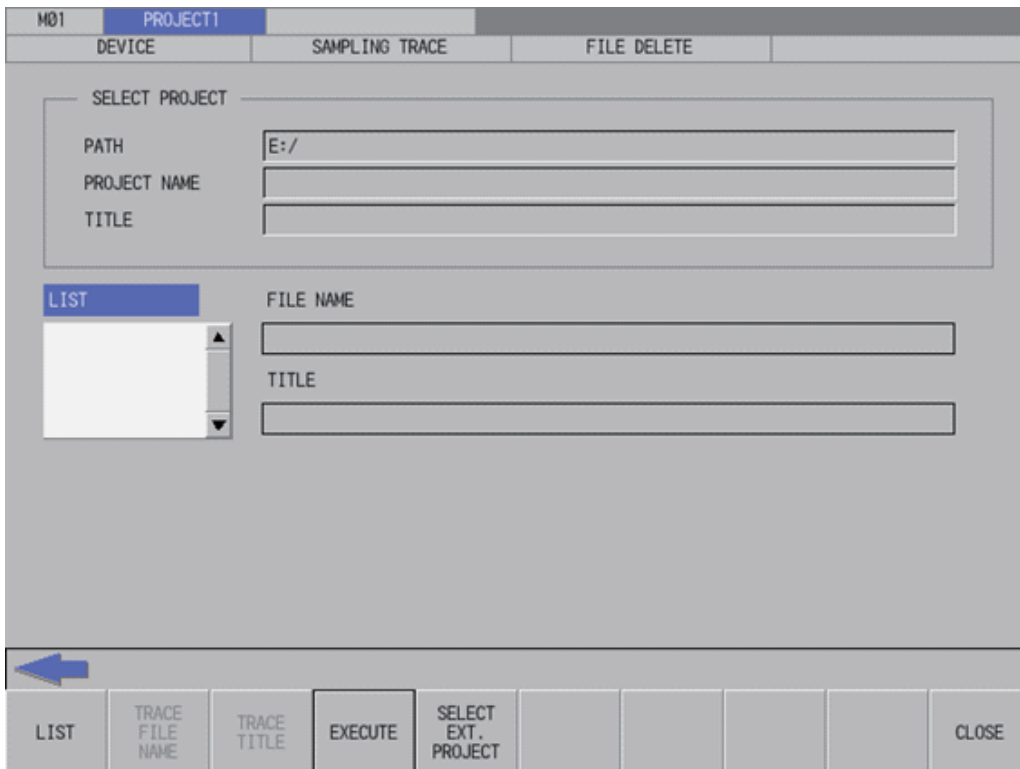 M01 PROJECT1
DEVICE SAMPLING TRACE FILE DELETE
SELECT PROJECT
PATH E:/
PROJECT NAME
TITLE
LIST FILE NAME
TITLE
LIST TRACE FILE NAME TRACE TITLE EXECUTE SELECT EXT. PROJECT CLOSE